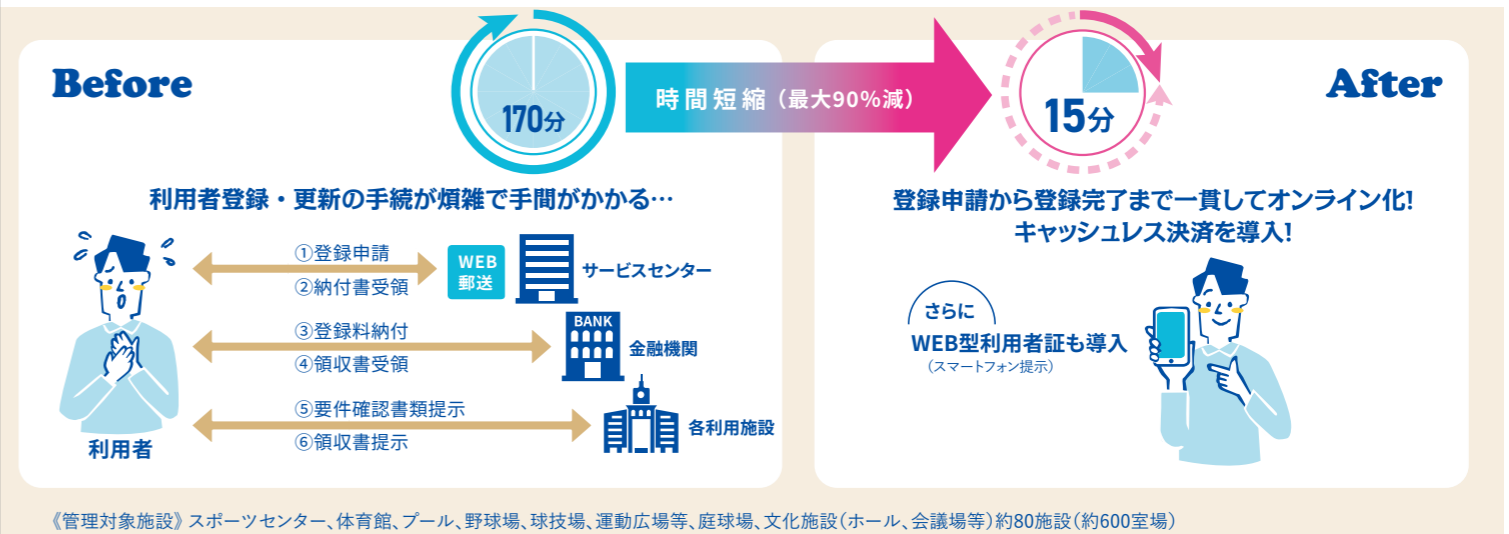 Before
170分
時間短縮（最大90%減）
15分
After
利用者登録・更新の手続が煩雑で手間がかかる…
①登録申請
②納付書受領
WEB
郵送
サービスセンター
③登録料納付
④領収書受領
BANK
金融機関
⑤要件確認書類提示
⑥領収書提示
各利用施設
利用者
登録申請から登録完了まで一貫してオンライン化!
キャッシュレス決済を導入!
さらに
WEB型利用者証も導入
（スマートフォン提示）
《管理対象施設》スポーツセンター、体育館、プール、野球場、球技場、運動広場等、庭球場、文化施設（ホール、会議場等）約80施設（約600室場）